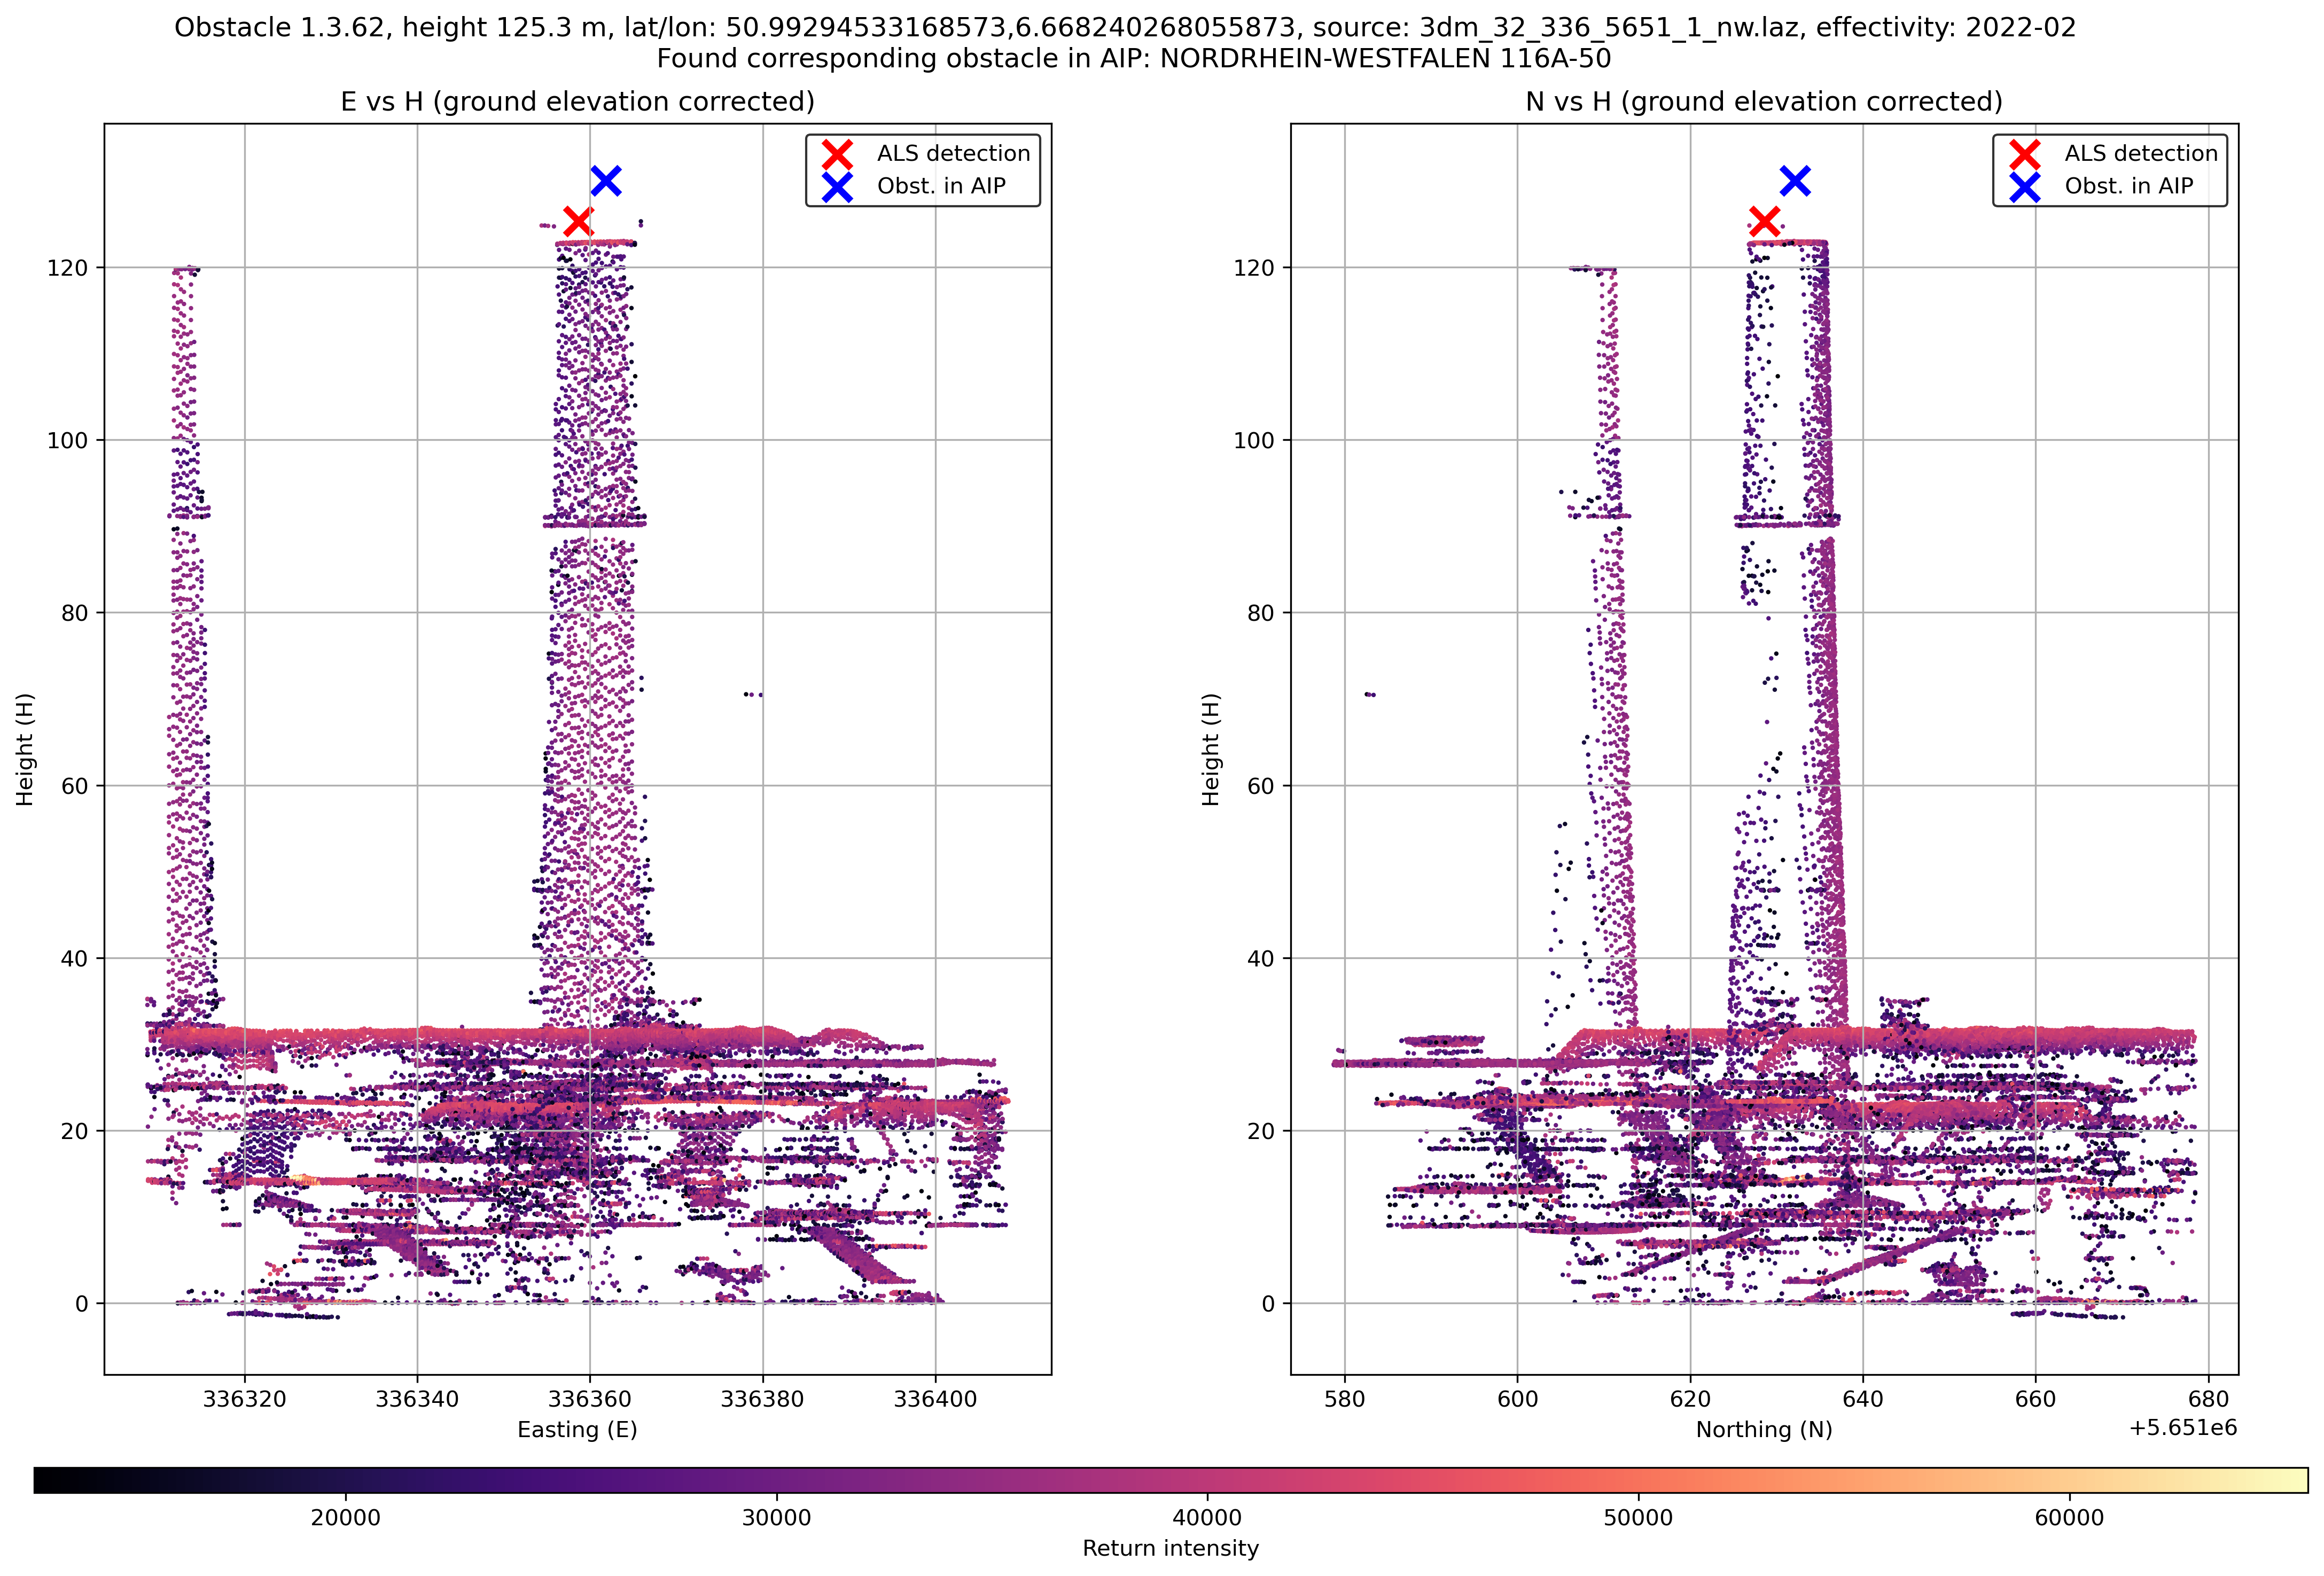 Obstacle 1.3.62, height 125.3 m, lat/lon: 50.99294533168573,6.668240268055873, source: 3dm_32_336_5651_1_nw.laz, effectivity: 2022-02
Found corresponding obstacle in AIP: NORDRHEIN-WESTFALEN 116A-50
E vs H (ground elevation corrected)
ALS detection
Obst. in AIP
120
100
80
60
40
20
0
Height (H)
336320
336340
336360
336380
336400
Easting (E)
N vs H (ground elevation corrected)
ALS detection
Obst. in AIP
120
100
80
60
40
20
0
Height (H)
580
600
620
640
660
680
Northing (N)
+5.651e6
20000
30000
40000
50000
60000
Return intensity